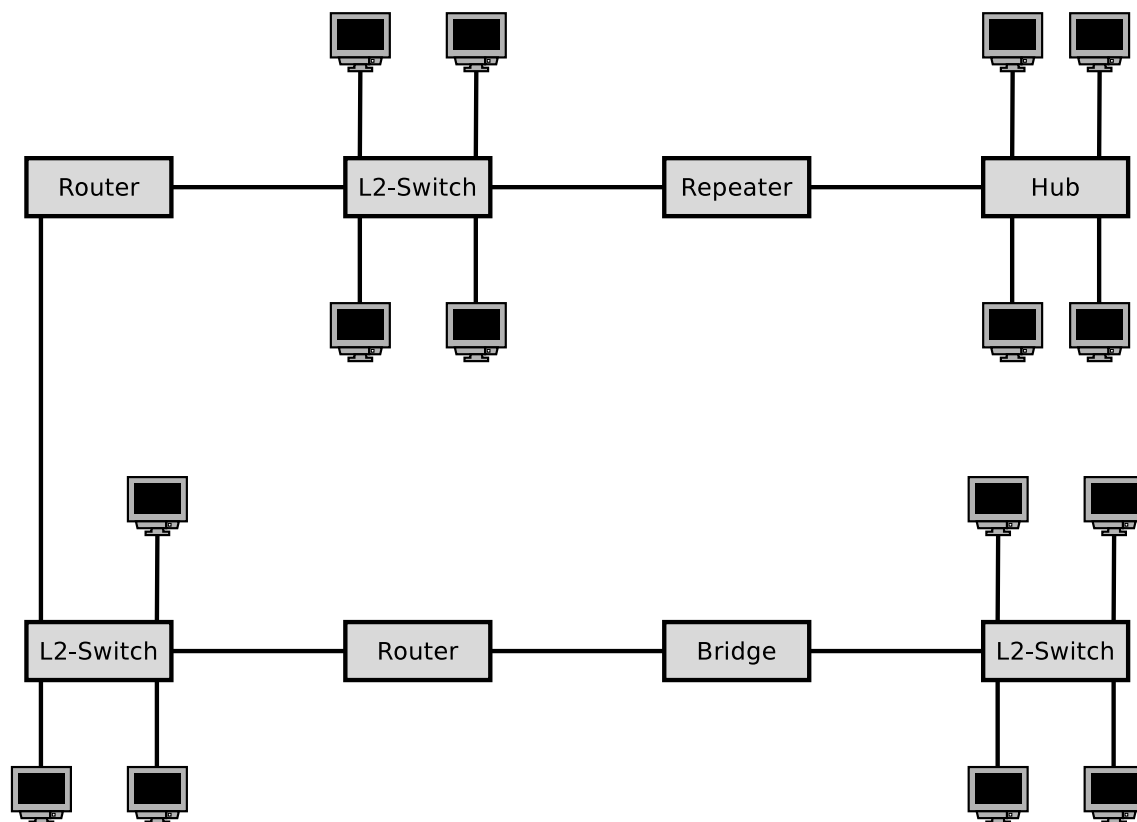 Router
L2-Switch
Repeater
Hub
L2-Switch
Router
Bridge
L2-Switch